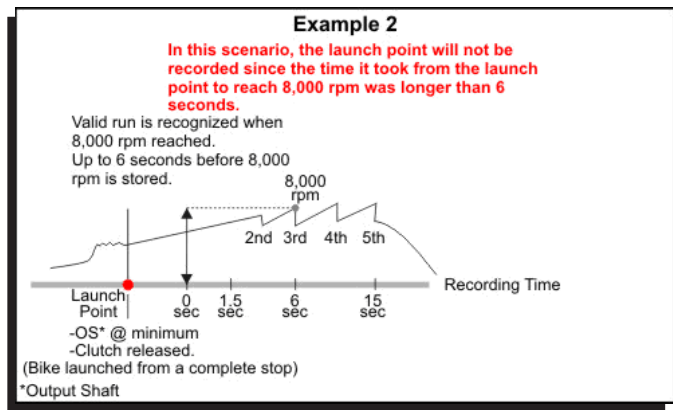 Example 2
In this scenario, the launch point will not be
recorded since the time it took from the launch
point to reach 8,000 rpm was longer than 6
seconds.
Valid run is recognized when
8,000 rpm reached.
Up to 6 seconds before 8,000
rpm is stored.
8,000
rpm
2nd 3rd 4th 5th
Recording Time
Launch
Point
0
sec
1.5
sec
6
sec
15
sec
-OS* @ minimum
-Clutch released.
(Bike launched from a complete stop)
*Output Shaft